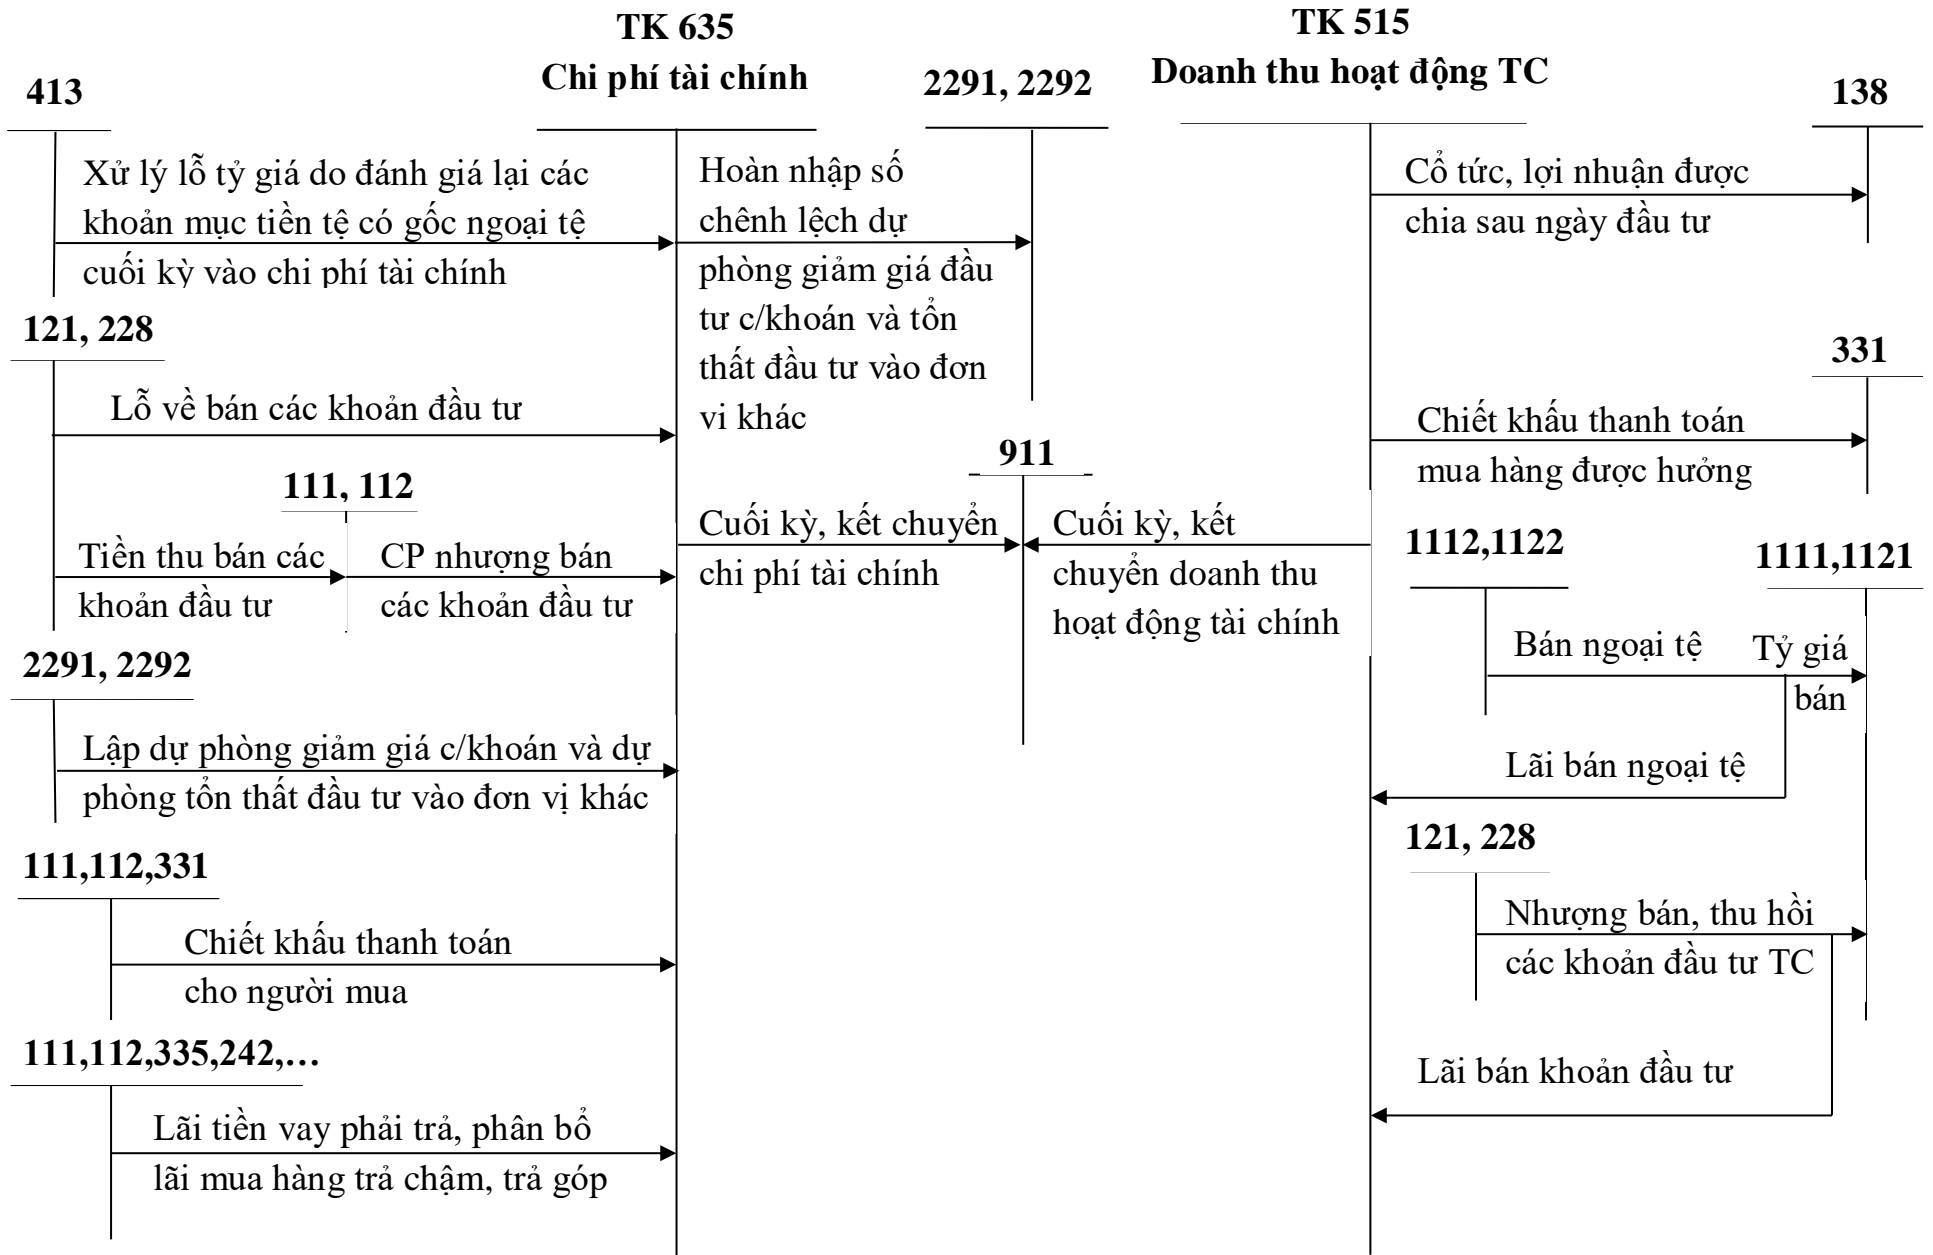 TK 635
Chi phí tài chính
TK 515
Doanh thu hoạt động TC
413
2291, 2292
138
Xử lý lỗ tỷ giá do đánh giá lại các
khoản mục tiền tệ có gốc ngoại tệ
cuối kỳ vào chi phí tài chính
Hoàn nhập số
chênh lệch dự
phòng giảm giá đầu
tư c/khoán và tổn
thất đầu tư vào đơn
vi khác
Cổ tức, lợi nhuận được
chia sau ngày đầu tư
121, 228
Lỗ về bán các khoản đầu tư
331
Chiết khấu thanh toán
mua hàng được hưởng
111, 112
Tiền thu bán các
khoản đầu tư
CP nhượng bán
các khoản đầu tư
911
Cuối kỳ, kết chuyển
chi phí tài chính
Cuối kỳ, kết
chuyển doanh thu
hoạt động tài chính
1112,1122
1111,1121
Bán ngoại tệ
Tỷ giá
bán
Lãi bán ngoại tệ
2291, 2292
Lập dự phòng giảm giá c/khoán và dự
phòng tổn thất đầu tư vào đơn vị khác
121, 228
Nhượng bán, thu hồi
các khoản đầu tư TC
Lãi bán khoản đầu tư
111,112,331
Chiết khấu thanh toán
cho người mua
111,112,335,242,…
Lãi tiền vay phải trả, phân bổ
lãi mua hàng trả chậm, trả góp